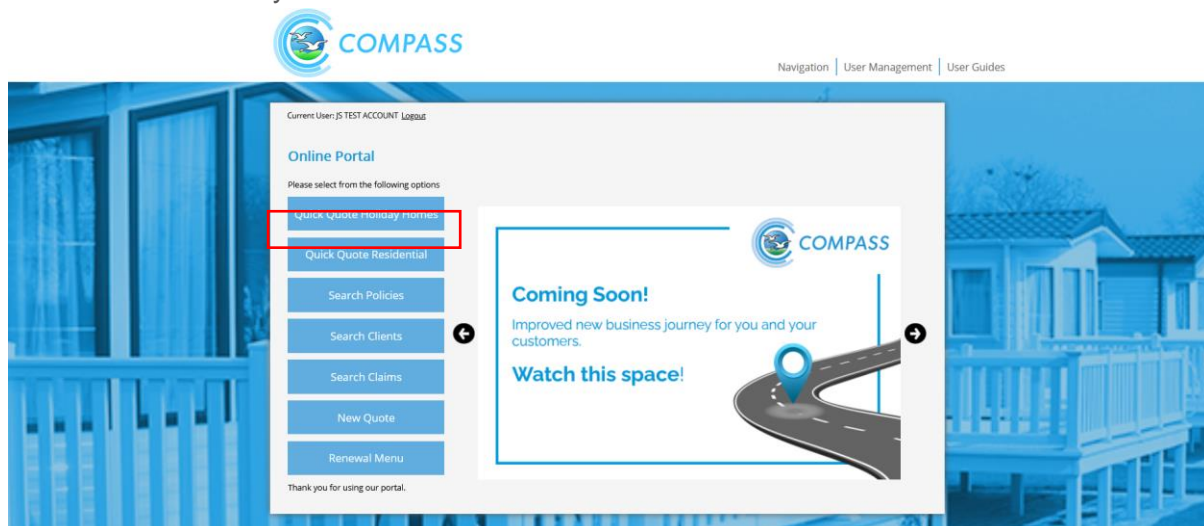 COMPASS
Navigation | User Management | User Guides
Current User: JS TEST ACCOUNT Logout
Online Portal
Please select from the following options
Quick Quote Holiday Homes
Quick Quote Residential
Search Policies
Search Clients
Search Claims
New Quote
Renewal Menu
Thank you for using our portal.
COMPASS
Coming Soon!
Improved new business journey for you and your
customers.
Watch this space!